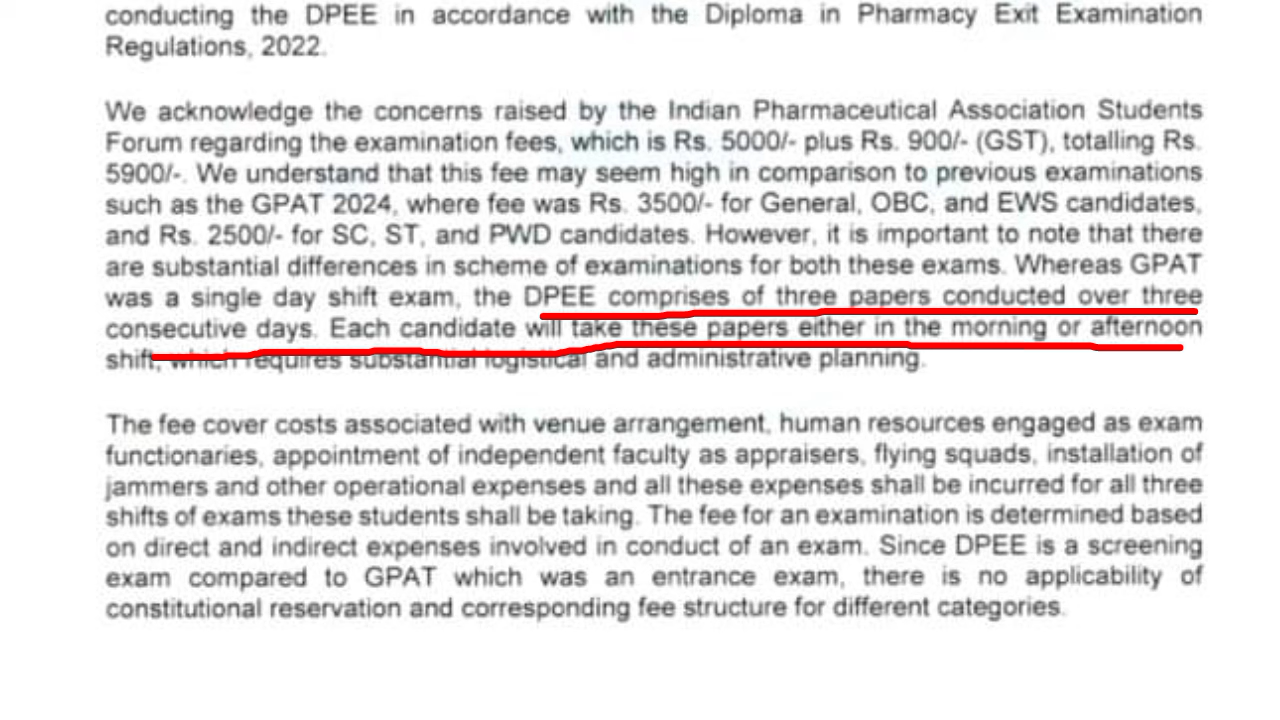 conducting the DPEE in accordance with the Diploma in Pharmacy Exit Examination
Regulations, 2022.
We acknowledge the concerns raised by the Indian Pharmaceutical Association Students
Forum regarding the examination fees, which is Rs. 5000/- plus Rs. 900/- (GST), totalling Rs.
5900/-. We understand that this fee may seem high in comparison to previous examinations
such as the GPAT 2024, where fee was Rs. 3500/- for General, OBC, and EWS candidates,
and Rs. 2500/- for SC, ST, and PWD candidates. However, it is important to note that there
are substantial differences in scheme of examinations for both these exams. Whereas GPAT
was a single day shift exam, the DPEE comprises of three papers conducted over three
consecutive days. Each candidate will take these papers either in the morning or afternoon
shift, which requires substantial logistical and administrative planning.
The fee cover costs associated with venue arrangement, human resources engaged as exam
functionaries, appointment of independent faculty as appraisers, flying squads, installation of
jammers and other operational expenses and all these expenses shall be incurred for all three
shifts of exams these students shall be taking. The fee for an examination is determined based
on direct and indirect expenses involved in conduct of an exam. Since DPEE is a screening
exam compared to GPAT which was an entrance exam, there is no applicability of
constitutional reservation and corresponding fee structure for different categories.